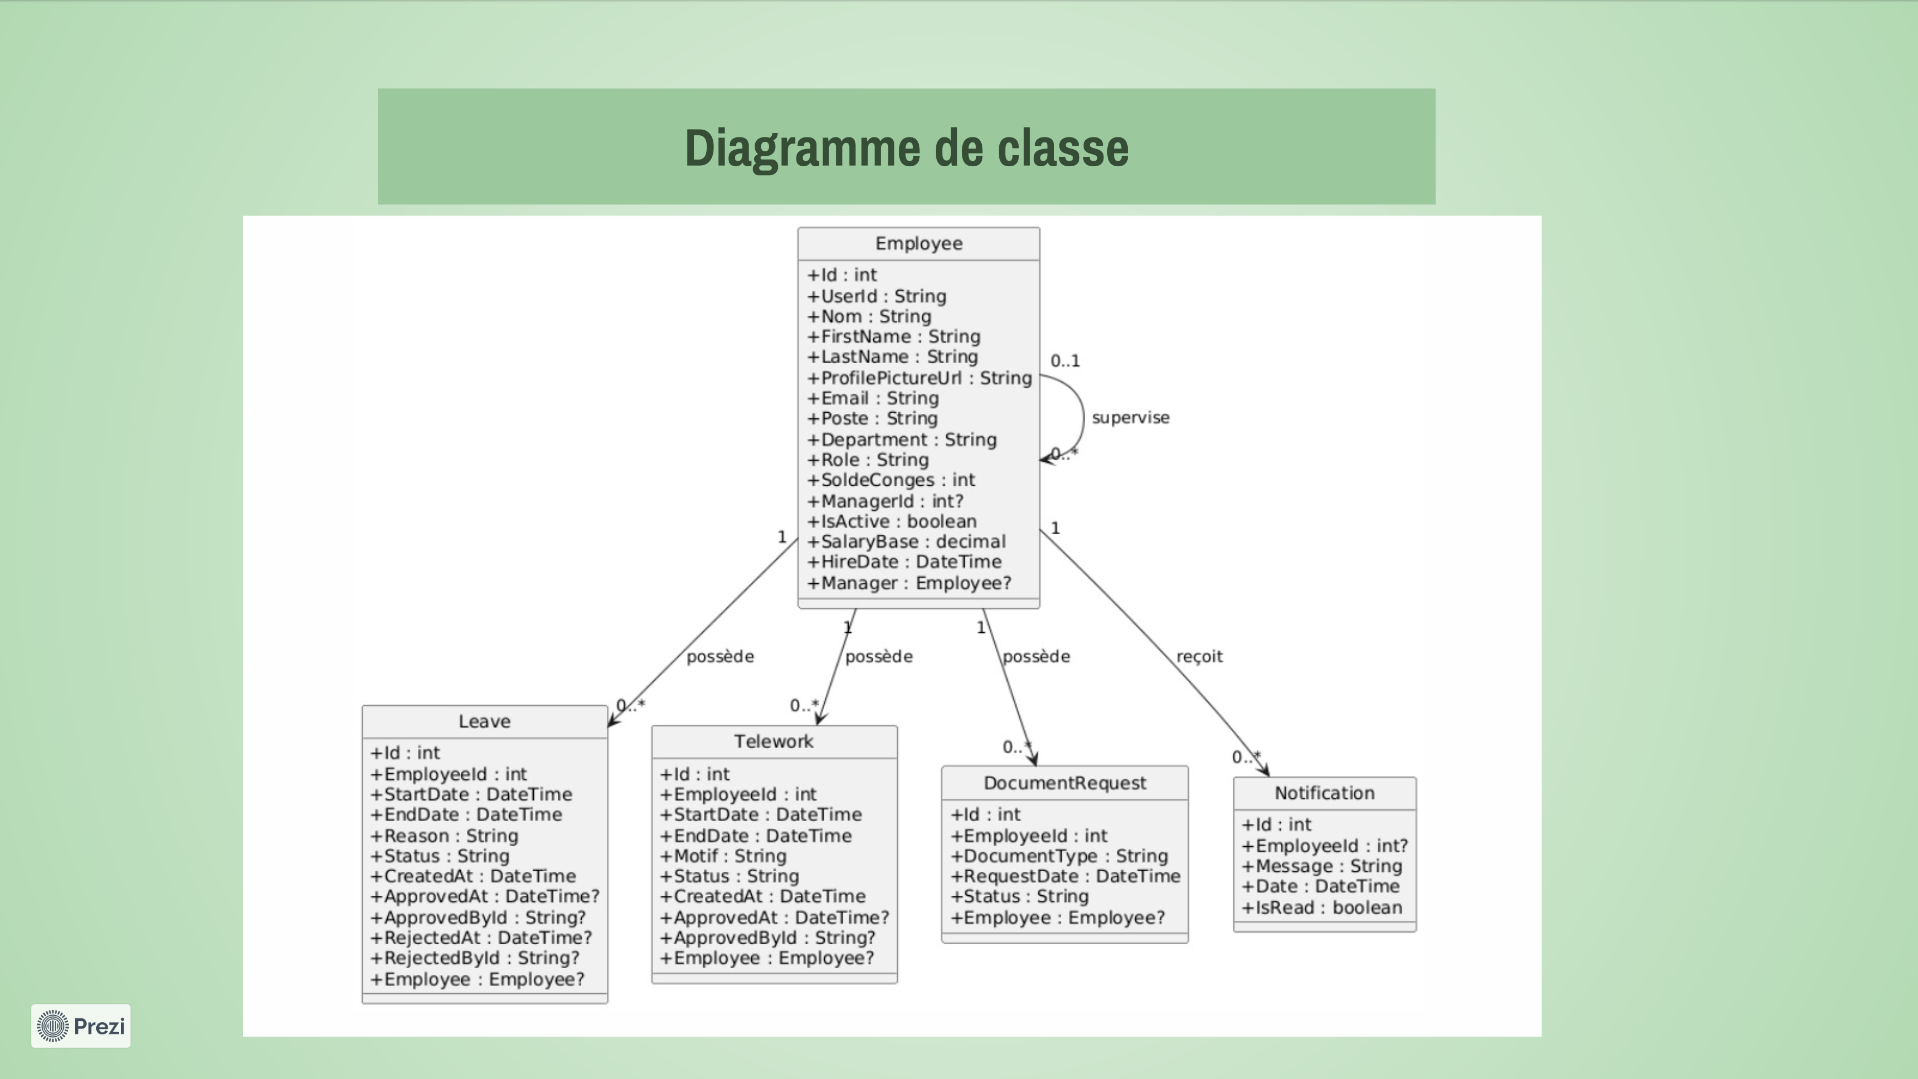 Diagramme de classe
Employee
+Id : int
+UserId : String
+Nom : String
+FirstName : String
+LastName : String
+ProfilePictureUrl : String
+Email : String
+Poste : String
+Department : String
+Role : String
+SoldeConges : int
+ManagerId : int?
+IsActive : boolean
+SalaryBase : decimal
+HireDate : DateTime
+Manager : Employee?
0..1
supervise
0..*
1
1
1
1
possède
possède
possède
reçoit
0..*
0..*
0..*
0..*
Leave
+Id : int
+EmployeeId : int
+StartDate : DateTime
+EndDate : DateTime
+Reason : String
+Status : String
+CreatedAt : DateTime
+ApprovedAt : DateTime?
+ApprovedById : String?
+RejectedAt : DateTime?
+RejectedById : String?
+Employee : Employee?
Telework
+Id : int
+EmployeeId : int
+StartDate : DateTime
+EndDate : DateTime
+Motif : String
+Status : String
+CreatedAt : DateTime
+ApprovedAt : DateTime?
+ApprovedById : String?
+Employee : Employee?
DocumentRequest
+Id : int
+EmployeeId : int
+DocumentType : String
+RequestDate : DateTime
+Status : String
+Employee : Employee?
Notification
+Id : int
+EmployeeId : int?
+Message : String
+Date : DateTime
+IsRead : boolean
Prezi